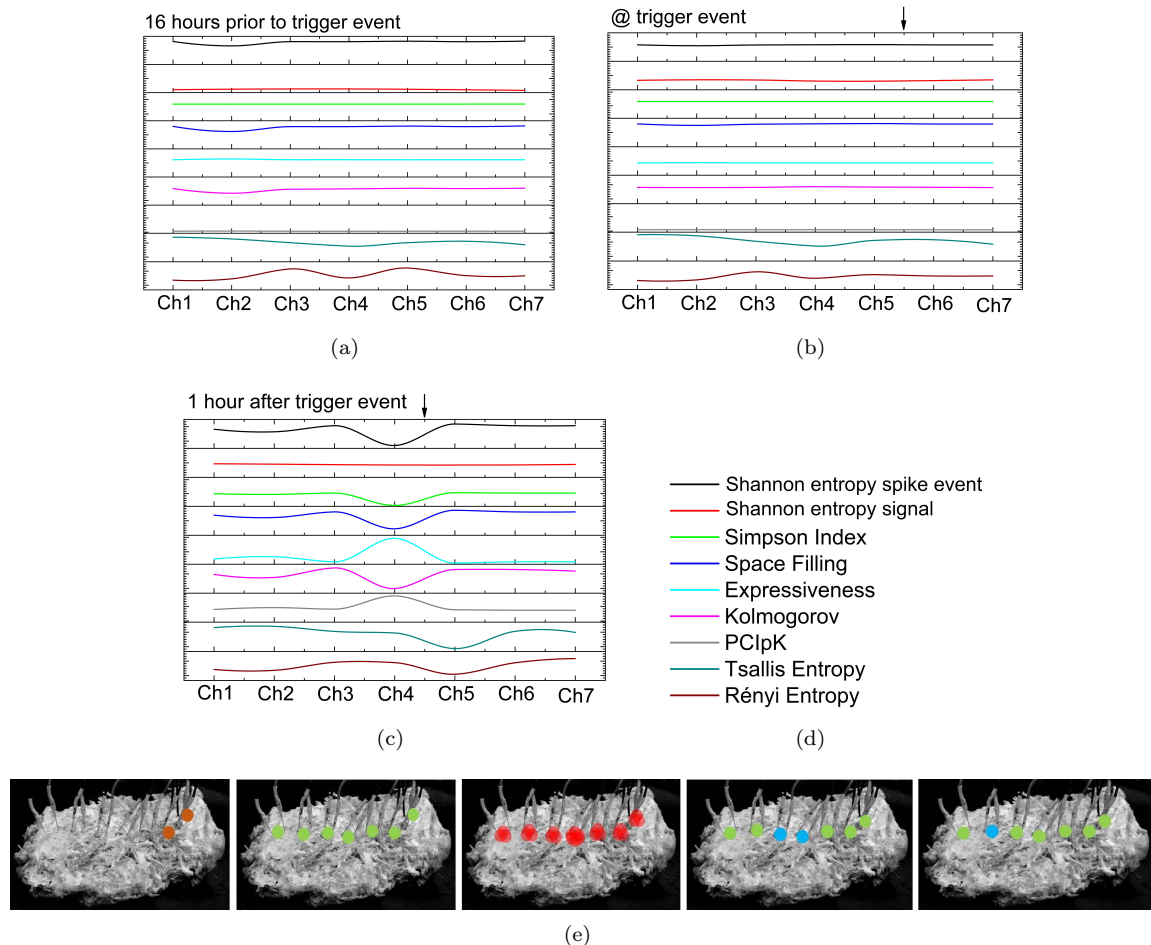 16 hours prior to trigger event
@ trigger event
Ch1 Ch2 Ch3 Ch4 Ch5 Ch6 Ch7
Ch1 Ch2 Ch3 Ch4 Ch5 Ch6 Ch7
(a)
(b)
1 hour after trigger event
Ch1 Ch2 Ch3 Ch4 Ch5 Ch6 Ch7
(c)
Shannon entropy spike event
Shannon entropy signal
Simpson Index
Space Filling
Expressiveness
Kolmogorov
PCIpK
Tsallis Entropy
Rényi Entropy
(d)
(e)